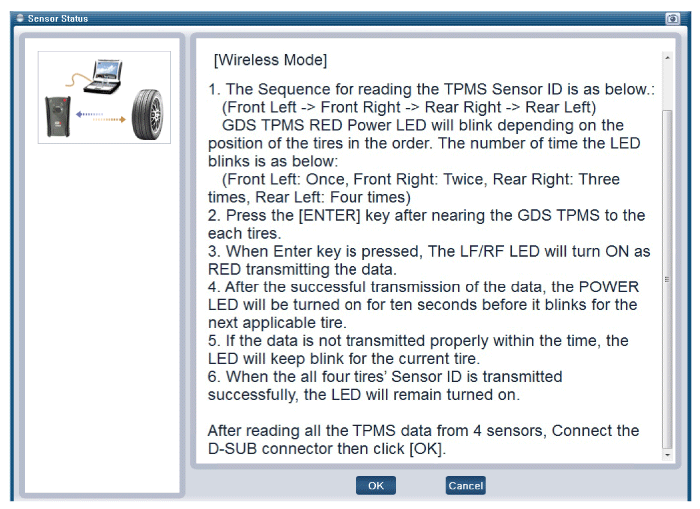 Sensor Status
[Wireless Mode]
1. The Sequence for reading the TPMS Sensor ID is as below.:
(Front Left -> Front Right -> Rear Right -> Rear Left)
GDS TPMS RED Power LED will blink depending on the
position of the tires in the order. The number of time the LED
blinks is as below:
(Front Left: Once, Front Right: Twice, Rear Right: Three
times, Rear Left: Four times)
2. Press the [ENTER] key after nearing the GDS TPMS to the
each tires.
3. When Enter key is pressed, The LF/RF LED will turn ON as
RED transmitting the data.
4. After the successful transmission of the data, the POWER
LED will be turned on for ten seconds before it blinks for the
next applicable tire.
5. If the data is not transmitted properly within the time, the
LED will keep blink for the current tire.
6. When the all four tires’ Sensor ID is transmitted
successfully, the LED will remain turned on.
After reading all the TPMS data from 4 sensors, Connect the
D-SUB connector then click [OK].
OK
Cancel